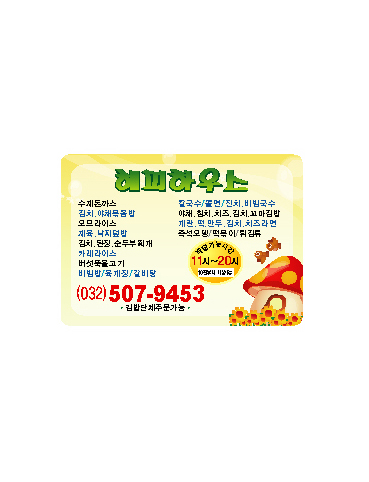 해피하우스
수제돈까스
김치,야채볶음밥
오므라이스
제육,낙지덮밥
김치,된장,순두부찌개
카레라이스
버섯불고기
비빔밥/육개장/갈비탕
칼국수/쫄면/잔치,비빔국수
야채,참치,치즈,김치,꼬마김밥
계란,떡,만두,김치,치즈라면
즉석오뎅/떡볶이/튀김류
배달가능시간
11시~20시
(032) 507-9453
- 김밥단체주문가능 -